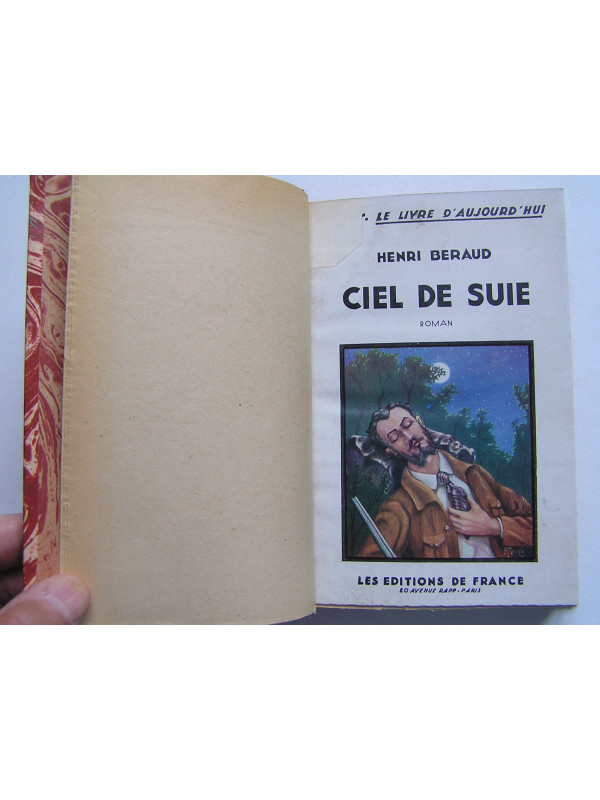 LE LIVRE D'AUJOURD'HUI
HENRI BERAUD
CIEL DE SUIE
ROMAN
LES EDITIONS DE FRANCE
20 AVENUE RAPP - PARIS